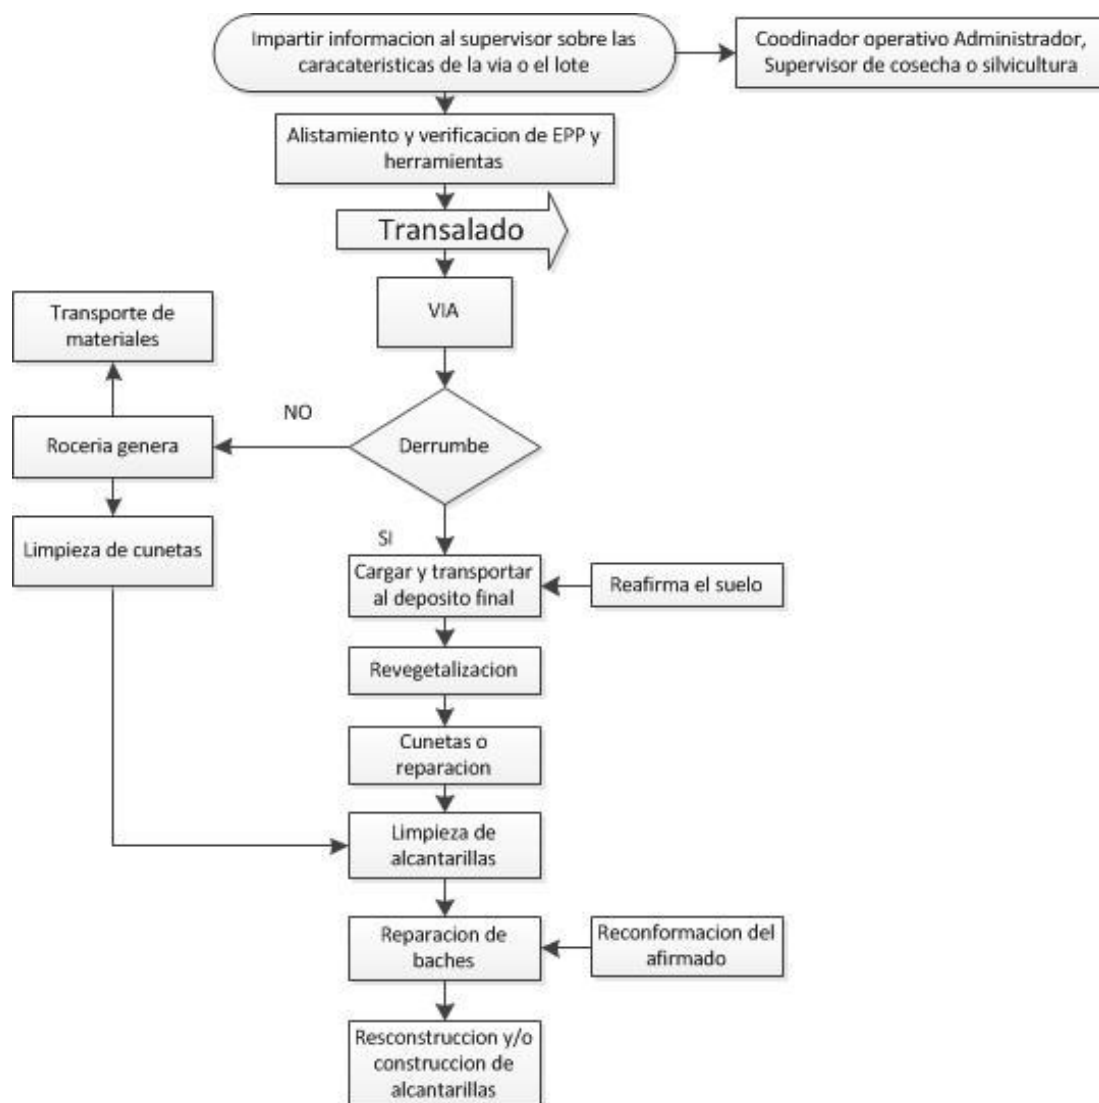 Impartir informacion al supervisor sobre las
caracateristicas de la via o el lote
Coodinador operativo Administrador,
Supervisor de cosecha o silvicultura
Alistamiento y verificacion de EPP y
herramientas
Transalado
VIA
Transporte de
materiales
NO
Roceria genera
Derrumbe
Limpieza de cunetas
SI
Cargar y transportar
al deposito final
Reafirma el suelo
Revegetalizacion
Cunetas o
reparacion
Limpieza de
alcantarillas
Reparacion de
baches
Reconformacion del
afirmado
Resconstruccion y/o
construccion de
alcantarillas